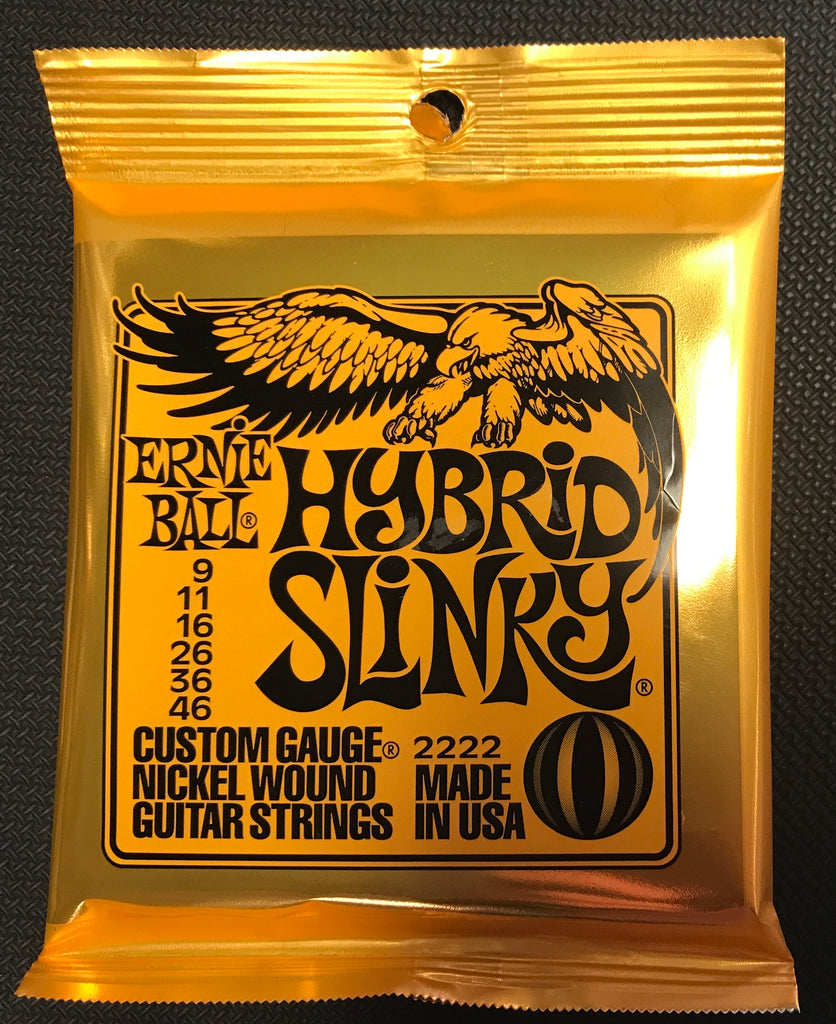 ERNIE
BALL®
HYBRID
SLINKY®
9
11
16
26
36
46
CUSTOM GAUGE® 2222
NICKEL WOUND
GUITAR STRINGS
MADE
IN USA